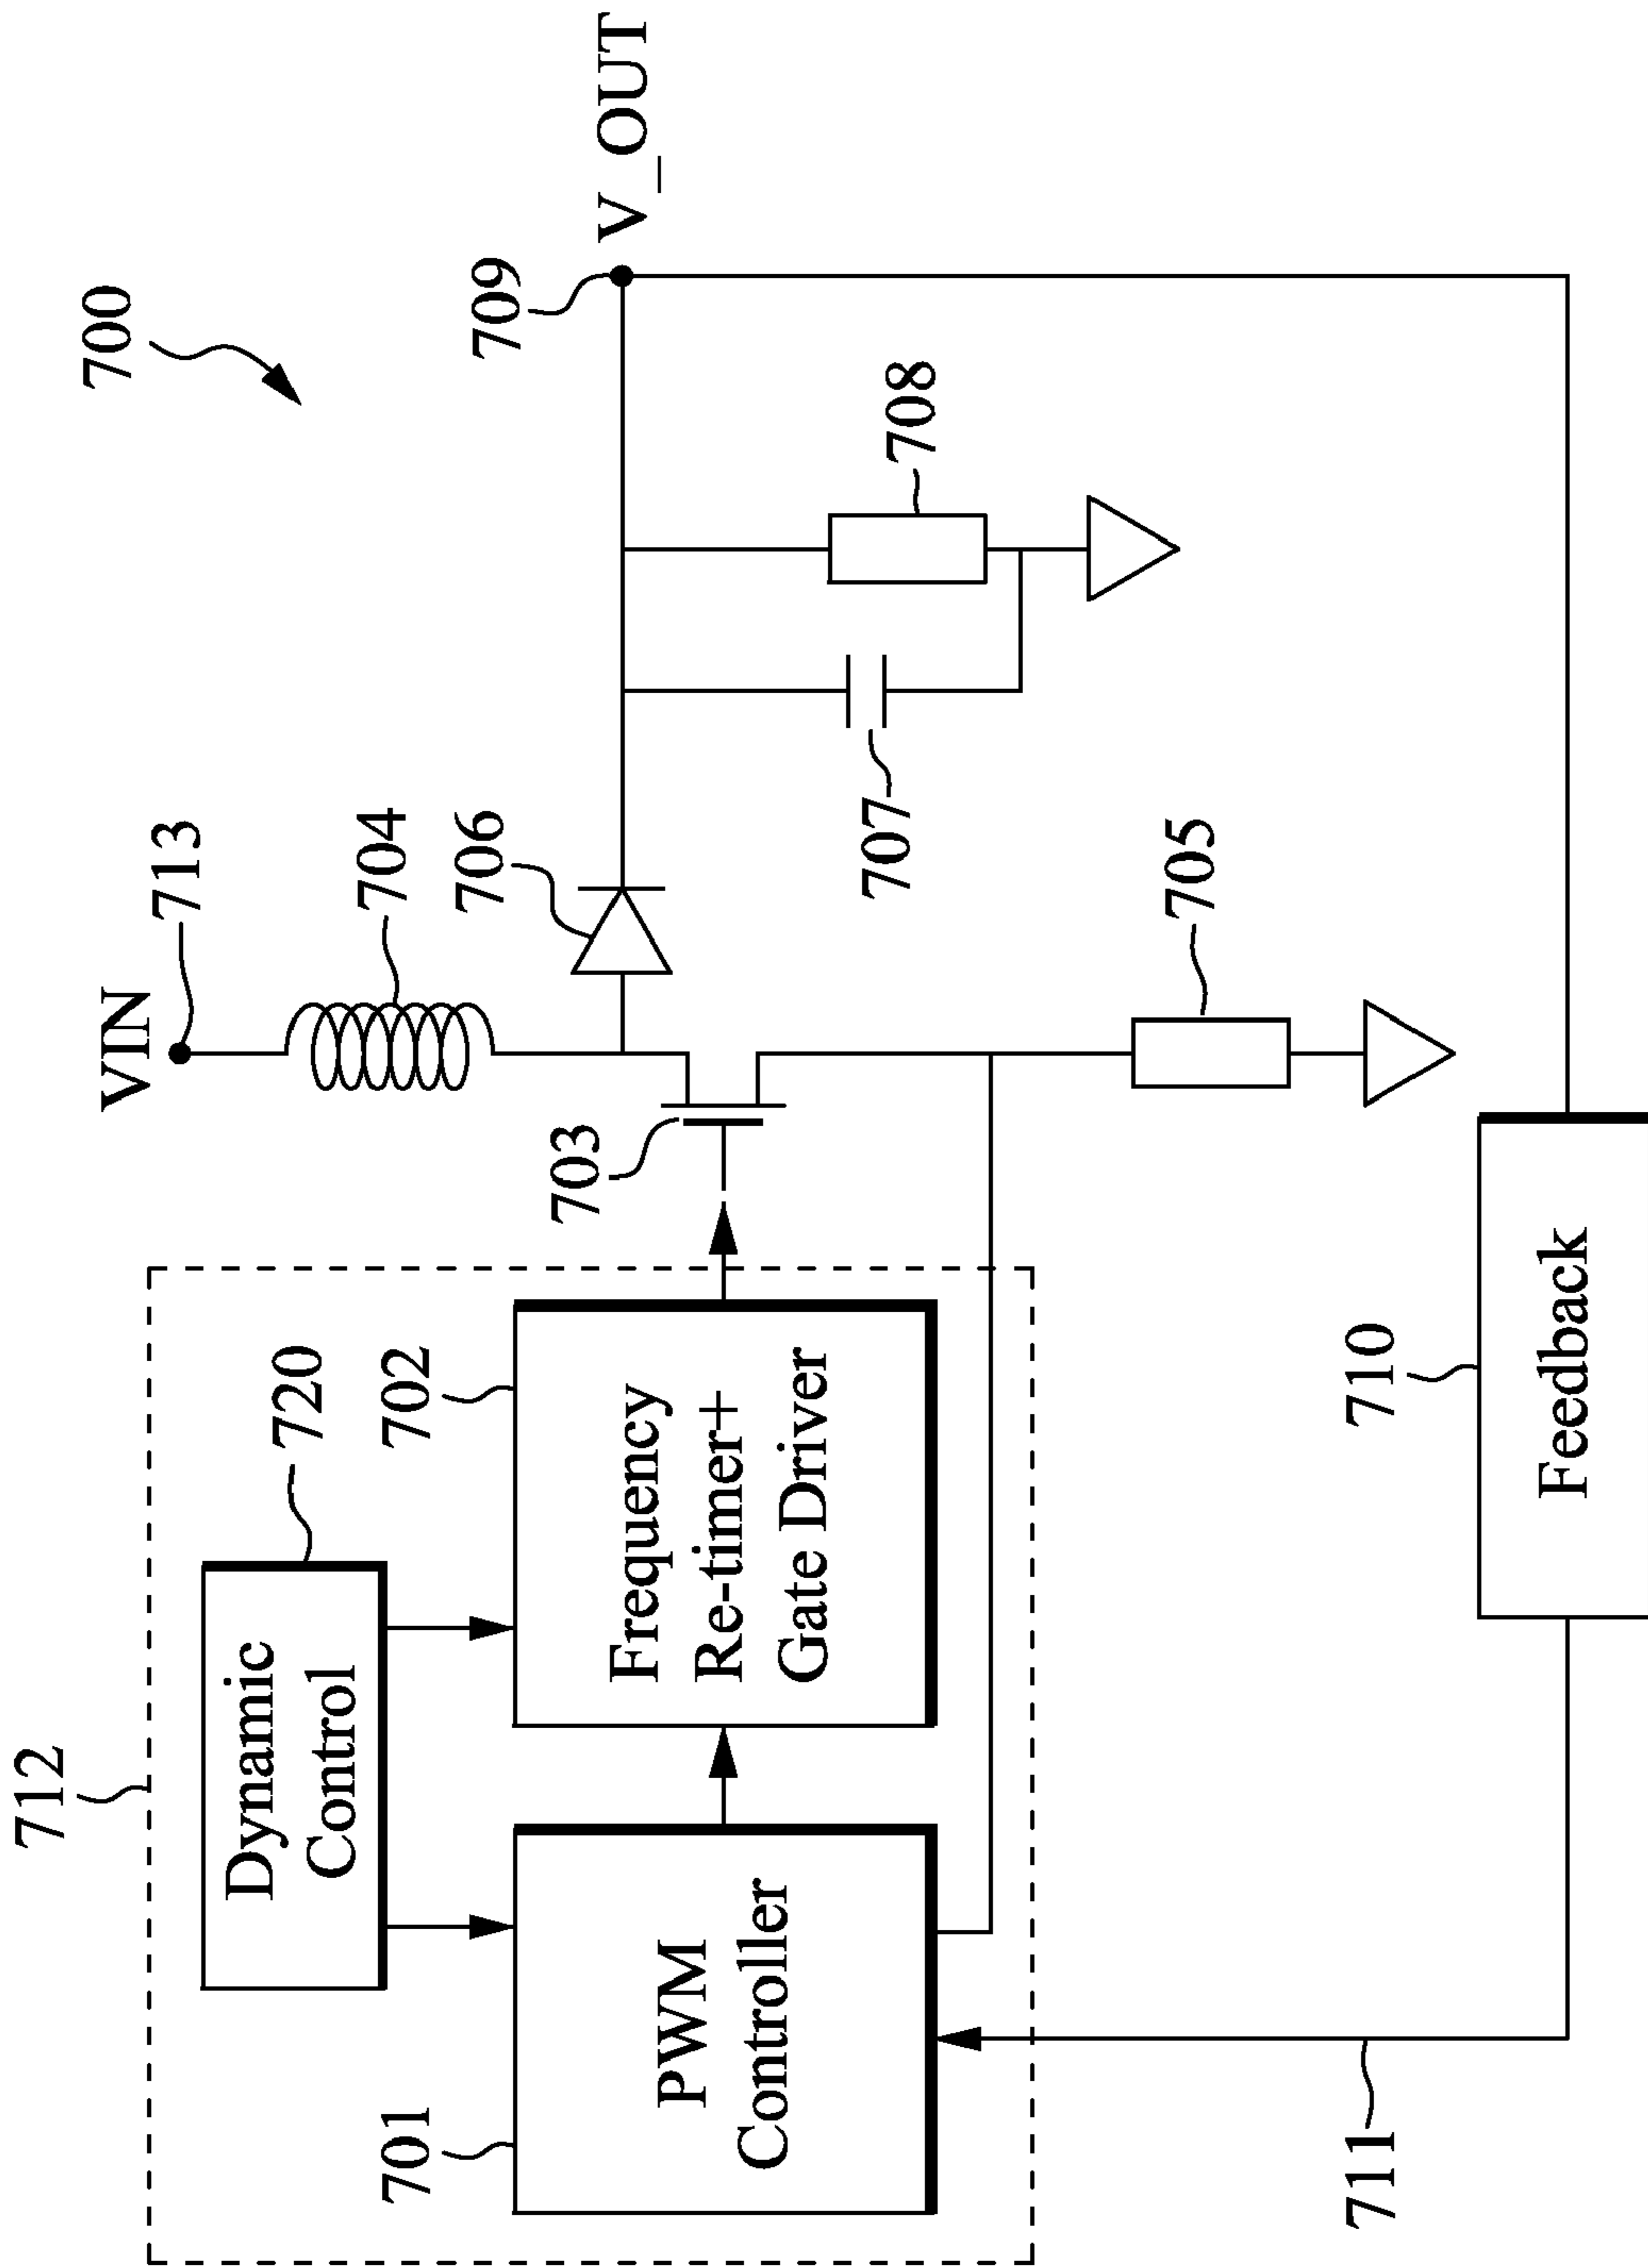 700
712
VIN
713
Dynamic
Control
720
704
701
702
706
709
V_OUT
703
PWM
Controller
Frequency
Re-timer+
Gate Driver
707
708
705
711
710
Feedback